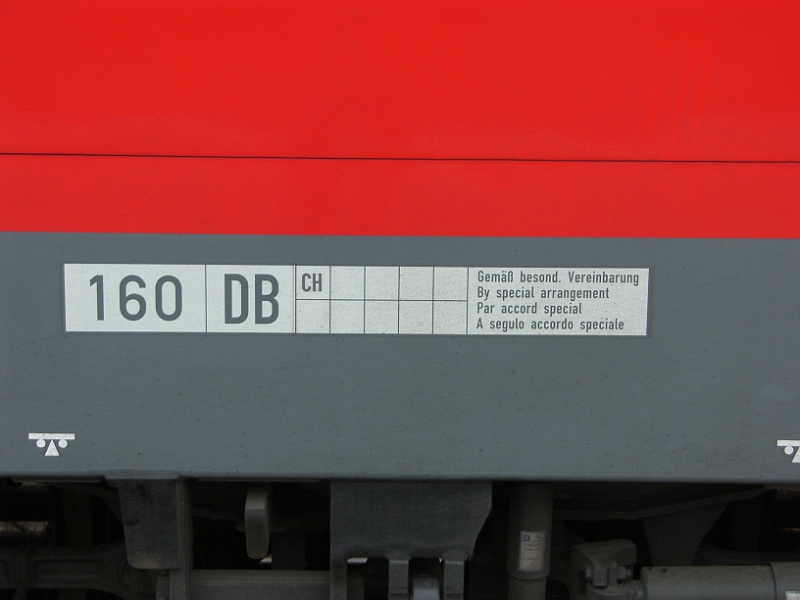 160 DB CH
Gemäß besond. Vereinbarung
By special arrangement
Par accord special
A segulo accordo speciale